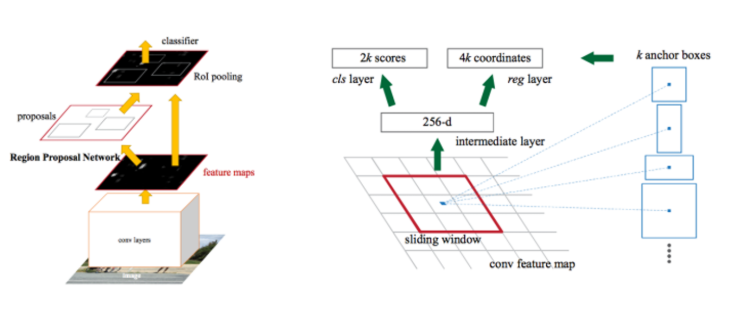 classifier
RoI pooling
proposals
Region Proposal Network
feature maps
conv layers
image
2k scores
4k coordinates
k anchor boxes
cls layer
reg layer
256-d
intermediate layer
sliding window
conv feature map